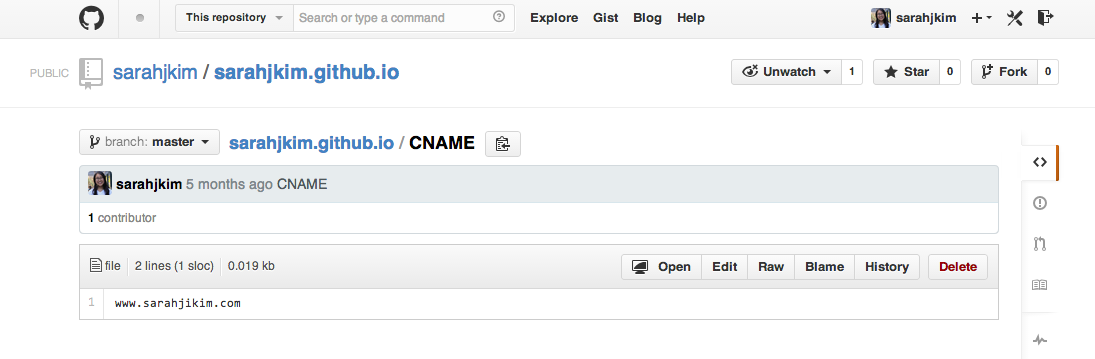 This repository Search or type a command Explore Gist Blog Help sarahjkim
PUBLIC sarahjkim / sarahjkim.github.io Unwatch 1 Star 0 Fork 0
branch: master sarahjkim.github.io / CNAME
sarahjkim 5 months ago CNAME
1 contributor
file 2 lines (1 sloc) 0.019 kb Open Edit Raw Blame History Delete
1 www.sarahjikim.com